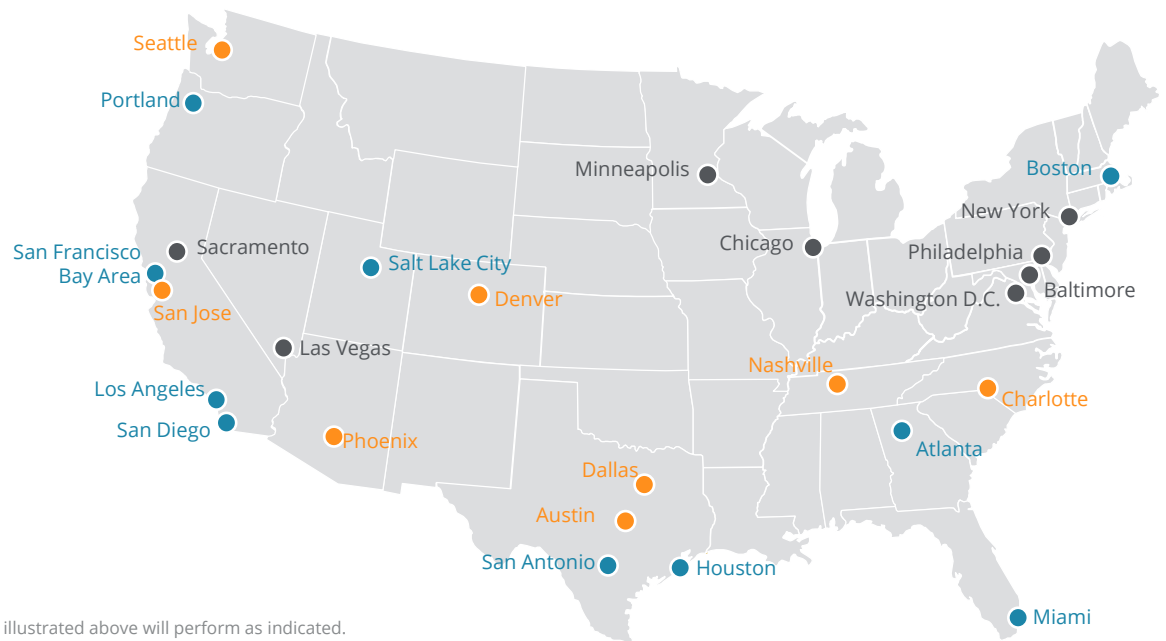 Seattle
Portland
Minneapolis
Boston
New York
Chicago
Philadelphia
Sacramento
San Francisco
Bay Area
Salt Lake City
Baltimore
Washington D.C.
Denver
San Jose
Las Vegas
Nashville
Los Angeles
Charlotte
San Diego
Phoenix
Atlanta
Dallas
Austin
San Antonio
Houston
Miami
illustrated above will perform as indicated.